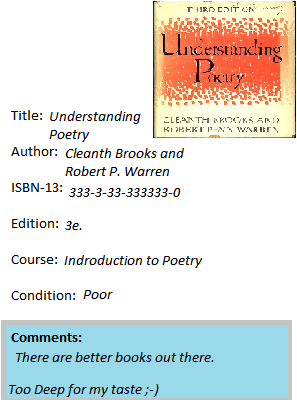 THIRD EDITION
Understanding
Poetry
CLEANTH BROOKS AND
ROBERT PENN WARREN
Title: Understanding
Poetry
Author: Cleanth Brooks and
Robert P. Warren
ISBN-13: 333-3-33-333333-0
Edition: 3e.
Course: Indroduction to Poetry
Condition: Poor
Comments:
There are better books out there.
Too Deep for my taste ;-)